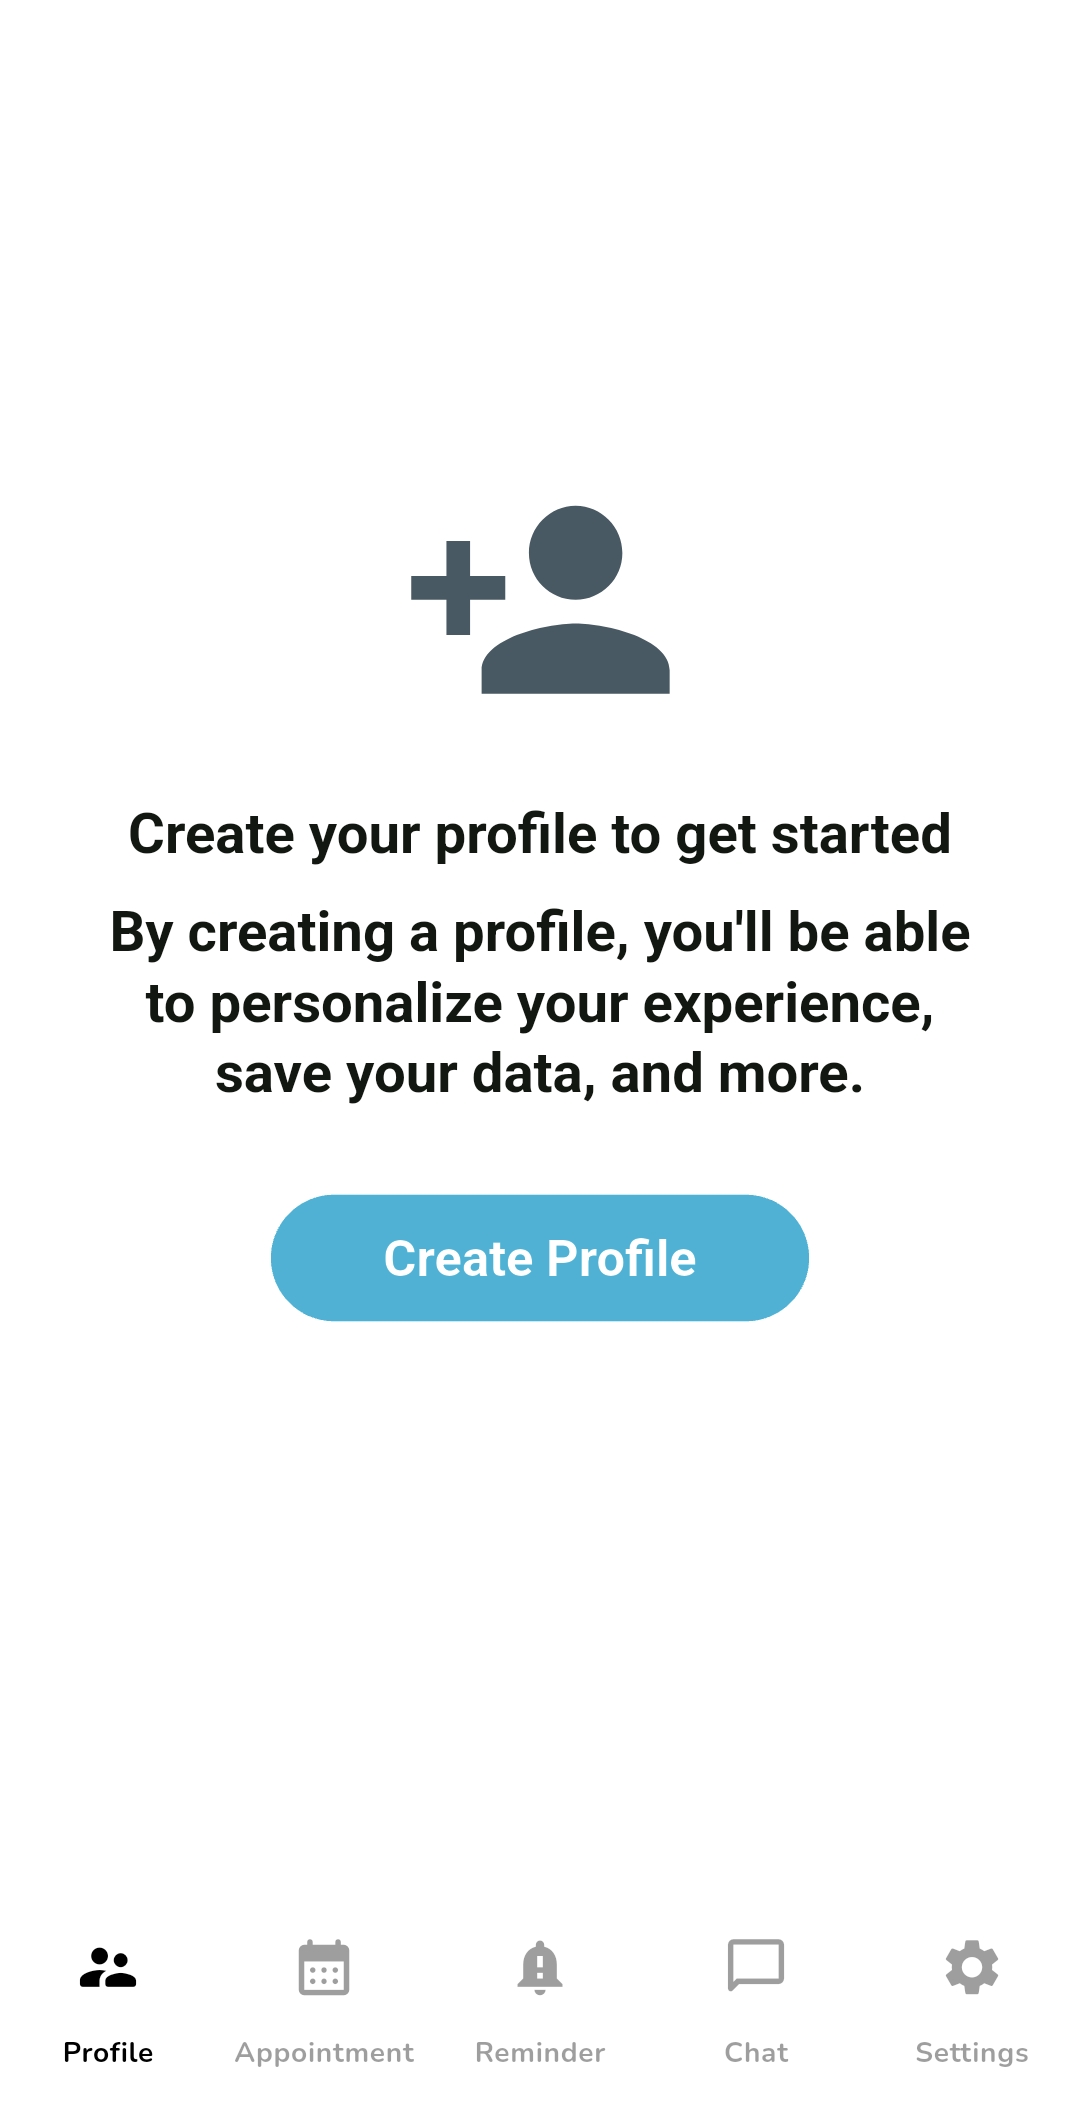 Create your profile to get started
By creating a profile, you'll be able
to personalize your experience,
save your data, and more.
Create Profile
Profile
Appointment
Reminder
Chat
Settings